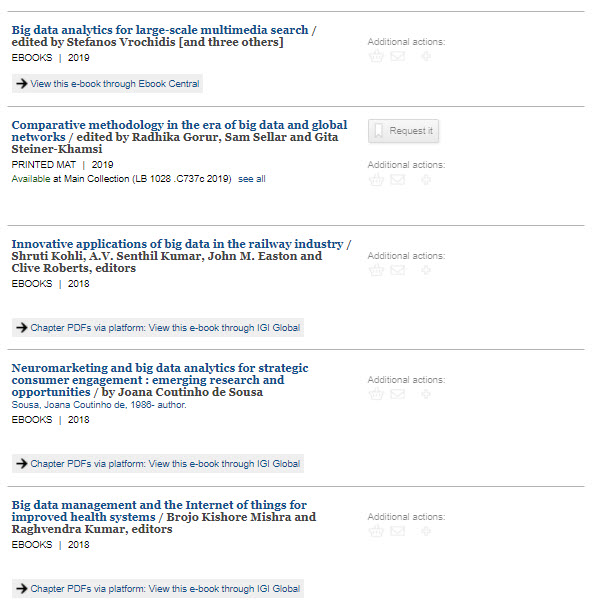 Big data analytics for large-scale multimedia search /
edited by Stefanos Vrochidis [and three others]
Additional actions:
EBOOKS | 2019
View this e-book through Ebook Central
Comparative methodology in the era of big data and global
networks / edited by Radhika Gorur, Sam Sellar and Gita
Steiner-Khamsi
Request it
PRINTED MAT | 2019
Additional actions:
Available at Main Collection (LB 1028 .C737c 2019) see all
Innovative applications of big data in the railway industry /
Shruti Kohli, A.V. Senthil Kumar, John M. Easton and
Clive Roberts, editors
Additional actions:
EBOOKS | 2018
Chapter PDFs via platform: View this e-book through IGI Global
Neuromarketing and big data analytics for strategic
consumer engagement : emerging research and
opportunities / by Joana Coutinho de Sousa
Additional actions:
Sousa, Joana Coutinho de, 1986- author.
EBOOKS | 2018
Chapter PDFs via platform: View this e-book through IGI Global
Big data management and the Internet of things for
improved health systems / Brojo Kishore Mishra and
Raghvendra Kumar, editors
Additional actions:
EBOOKS | 2018
Chapter PDFs via platform: View this e-book through IGI Global